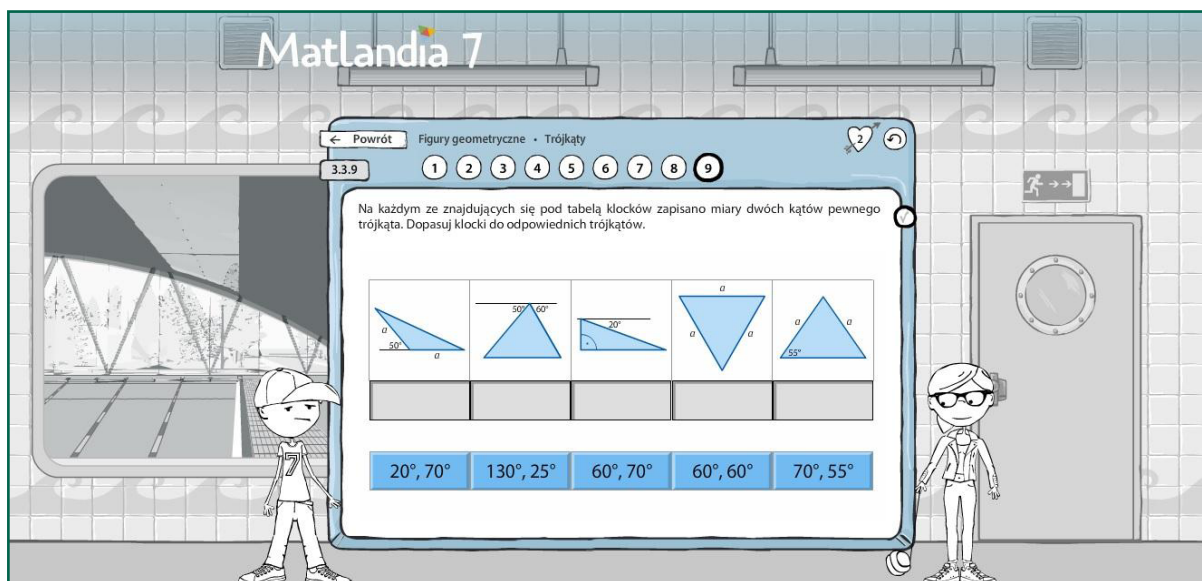 Matlandia 7
← Powrót
Figury geometryczne • Trójkąty
2
3.3.9
1 2 3 4 5 6 7 8 9
Na każdym ze znajdujących się pod tabelą klocków zapisano miary dwóch kątów pewnego
trójkąta. Dopasuj klocki do odpowiednich trójkątów.
a 50° a
50° 60°
20°
a a a
a a 55°
20°, 70° 130°, 25° 60°, 70° 60°, 60° 70°, 55°
7